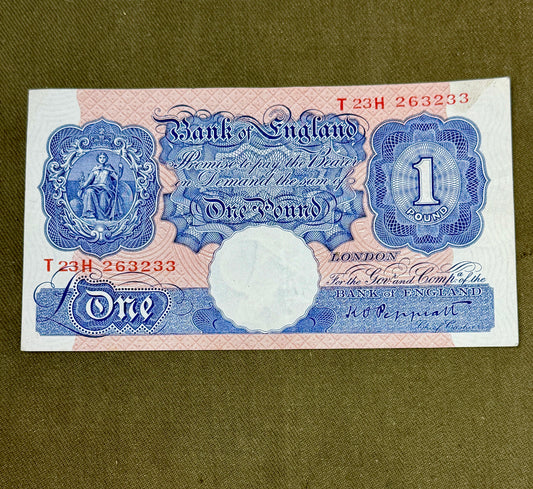 T 23H 263233
Bank of England
Promise to pay the Bearer
on Demand the sum of
One Pound
1
POUND
LONDON
T 23H 263233
For the Govr and Compa of the
BANK OF ENGLAND
£ One
K O Peppiatt
Chief Cashier